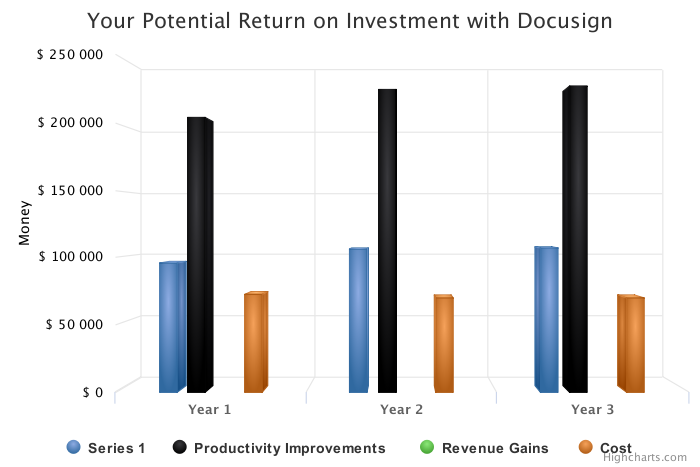 Your Potential Return on Investment with Docusign
$ 250 000
$ 200 000
$ 150 000
$ 100 000
$ 50 000
$ 0
Money
Year 1 Year 2 Year 3
Series 1 Productivity Improvements Revenue Gains Cost
Highcharts.com